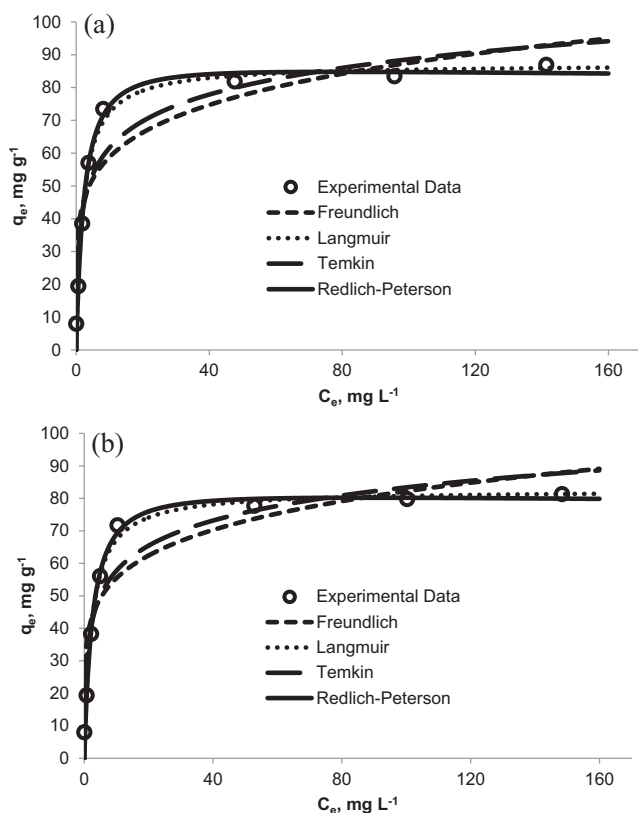 (a)
100
90
80
70
60
50
40
30
20
10
0
qe, mg g-1
Experimental Data
Freundlich
Langmuir
Temkin
Redlich-Peterson
0 40 80 120 160
Ce, mg L-1
(b)
100
90
80
70
60
50
40
30
20
10
0
qe, mg g-1
Experimental Data
Freundlich
Langmuir
Temkin
Redlich-Peterson
0 40 80 120 160
Ce, mg L-1